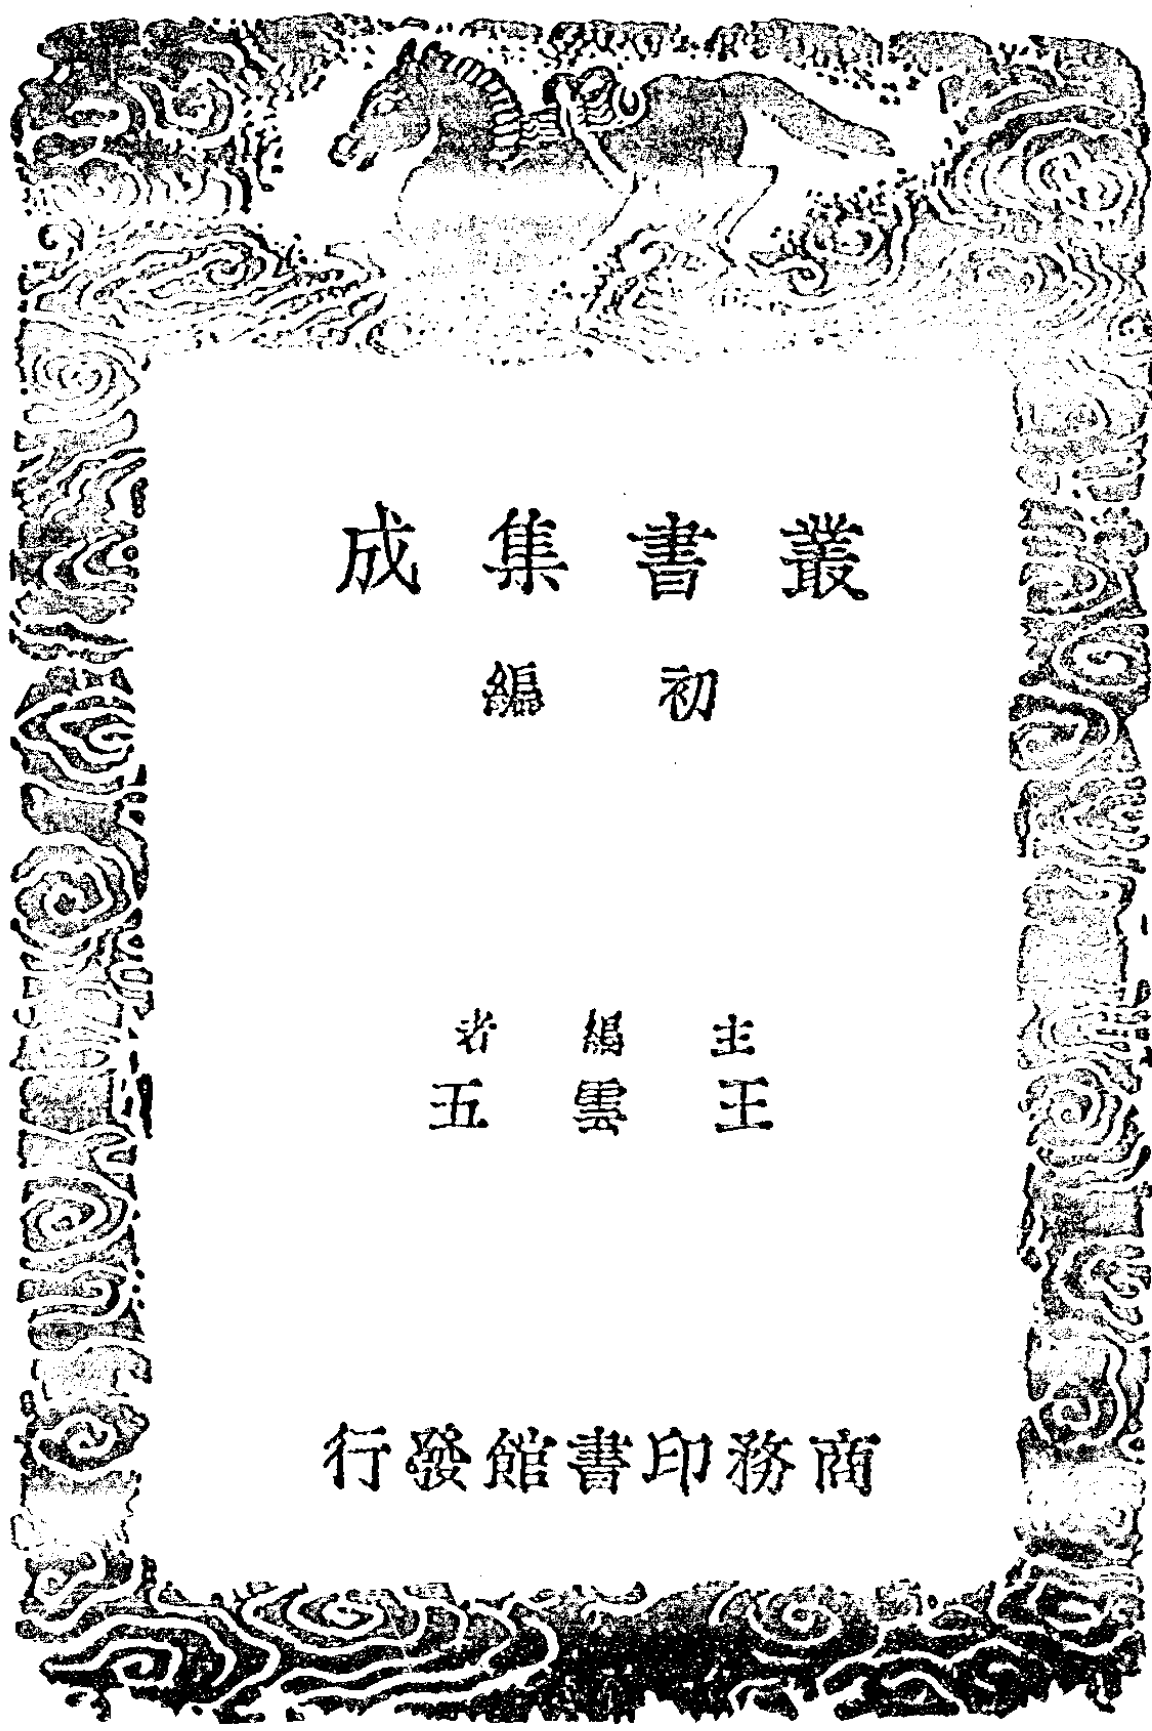 叢書集成
初編
主編者
王雲五
商務印書館發行